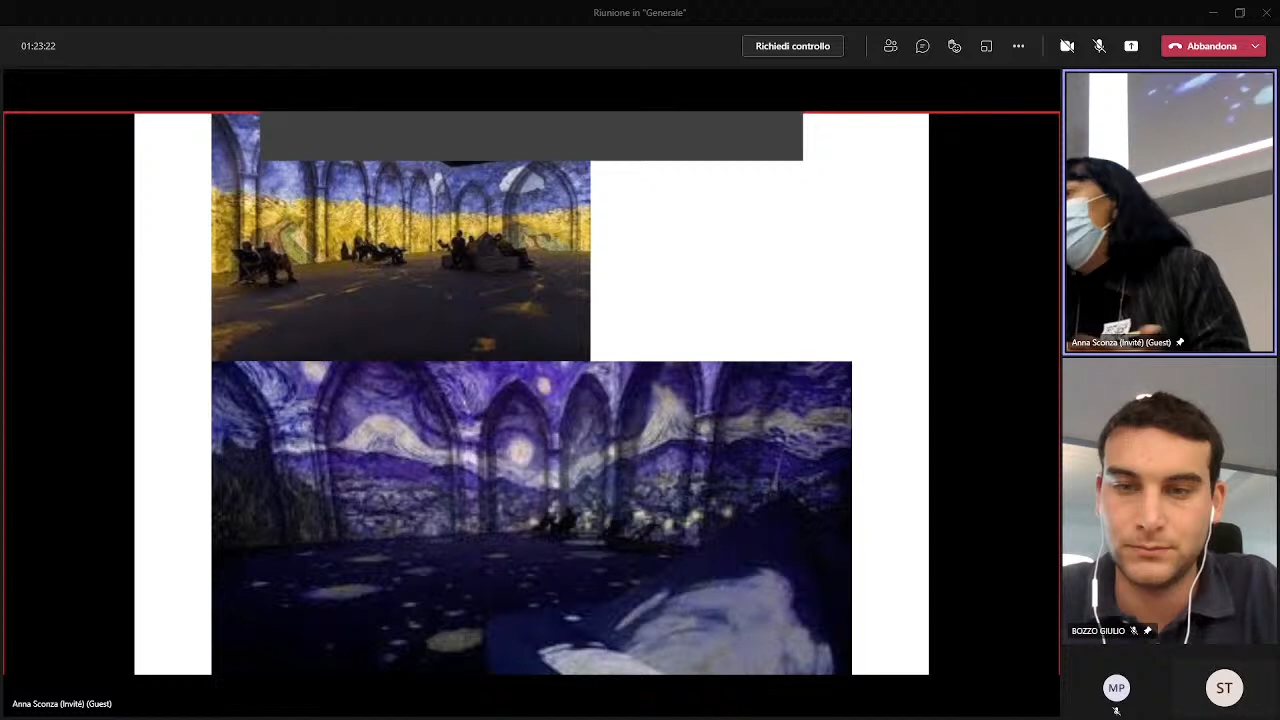 Riunione in "Generale"
01:23:22
Richiedi controllo
Abbandona
Anna Sconza (Invité) (Guest)
BOZZO GIULIO
MP
ST
Anna Sconza (Invité) (Guest)